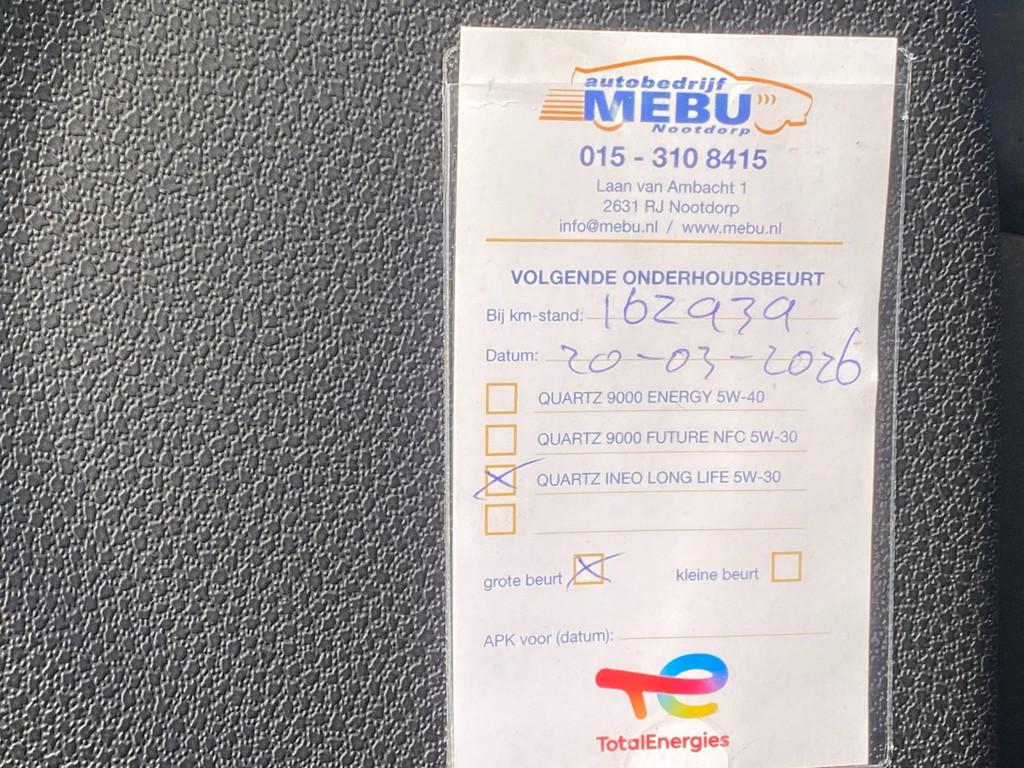 autobedrijf
MEBU
Nootdorp
015 - 310 8415
Laan van Ambacht 1
2631 RJ Nootdorp
info@mebu.nl / www.mebu.nl
VOLGENDE ONDERHOUDSBEURT
Bij km-stand: 162939
Datum: 20-03-2026
QUARTZ 9000 ENERGY 5W-40
QUARTZ 9000 FUTURE NFC 5W-30
QUARTZ INEO LONG LIFE 5W-30
grote beurt kleine beurt
APK voor (datum):
TotalEnergies